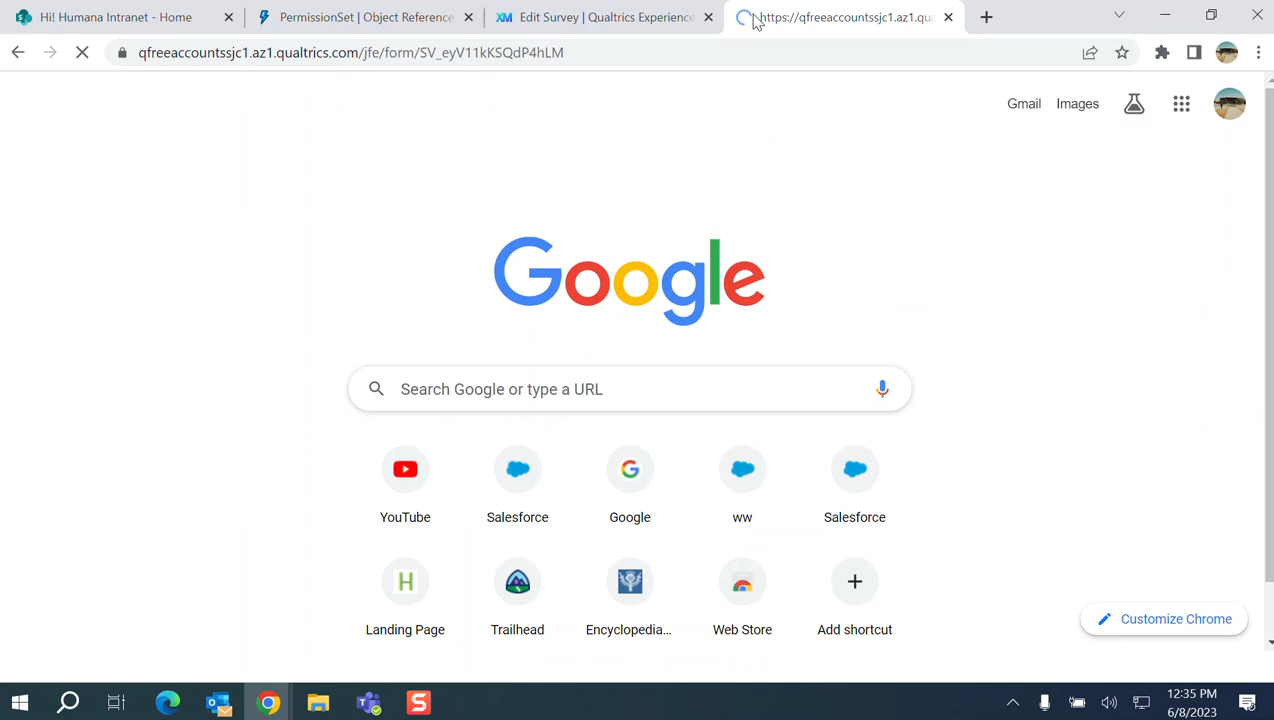 Hi! Humana Intranet - Home
PermissionSet | Object Reference
XM Edit Survey | Qualtrics Experience
https://qfreeaccountssjc1.az1.qua
qfreeaccountssjc1.az1.qualtrics.com/jfe/form/SV_eyV11kKSQdP4hLM
Gmail Images
Google
Search Google or type a URL
YouTube Salesforce Google ww Salesforce
H
Landing Page Trailhead Encyclopedia... Web Store Add shortcut
Customize Chrome
S
12:35 PM
6/8/2023